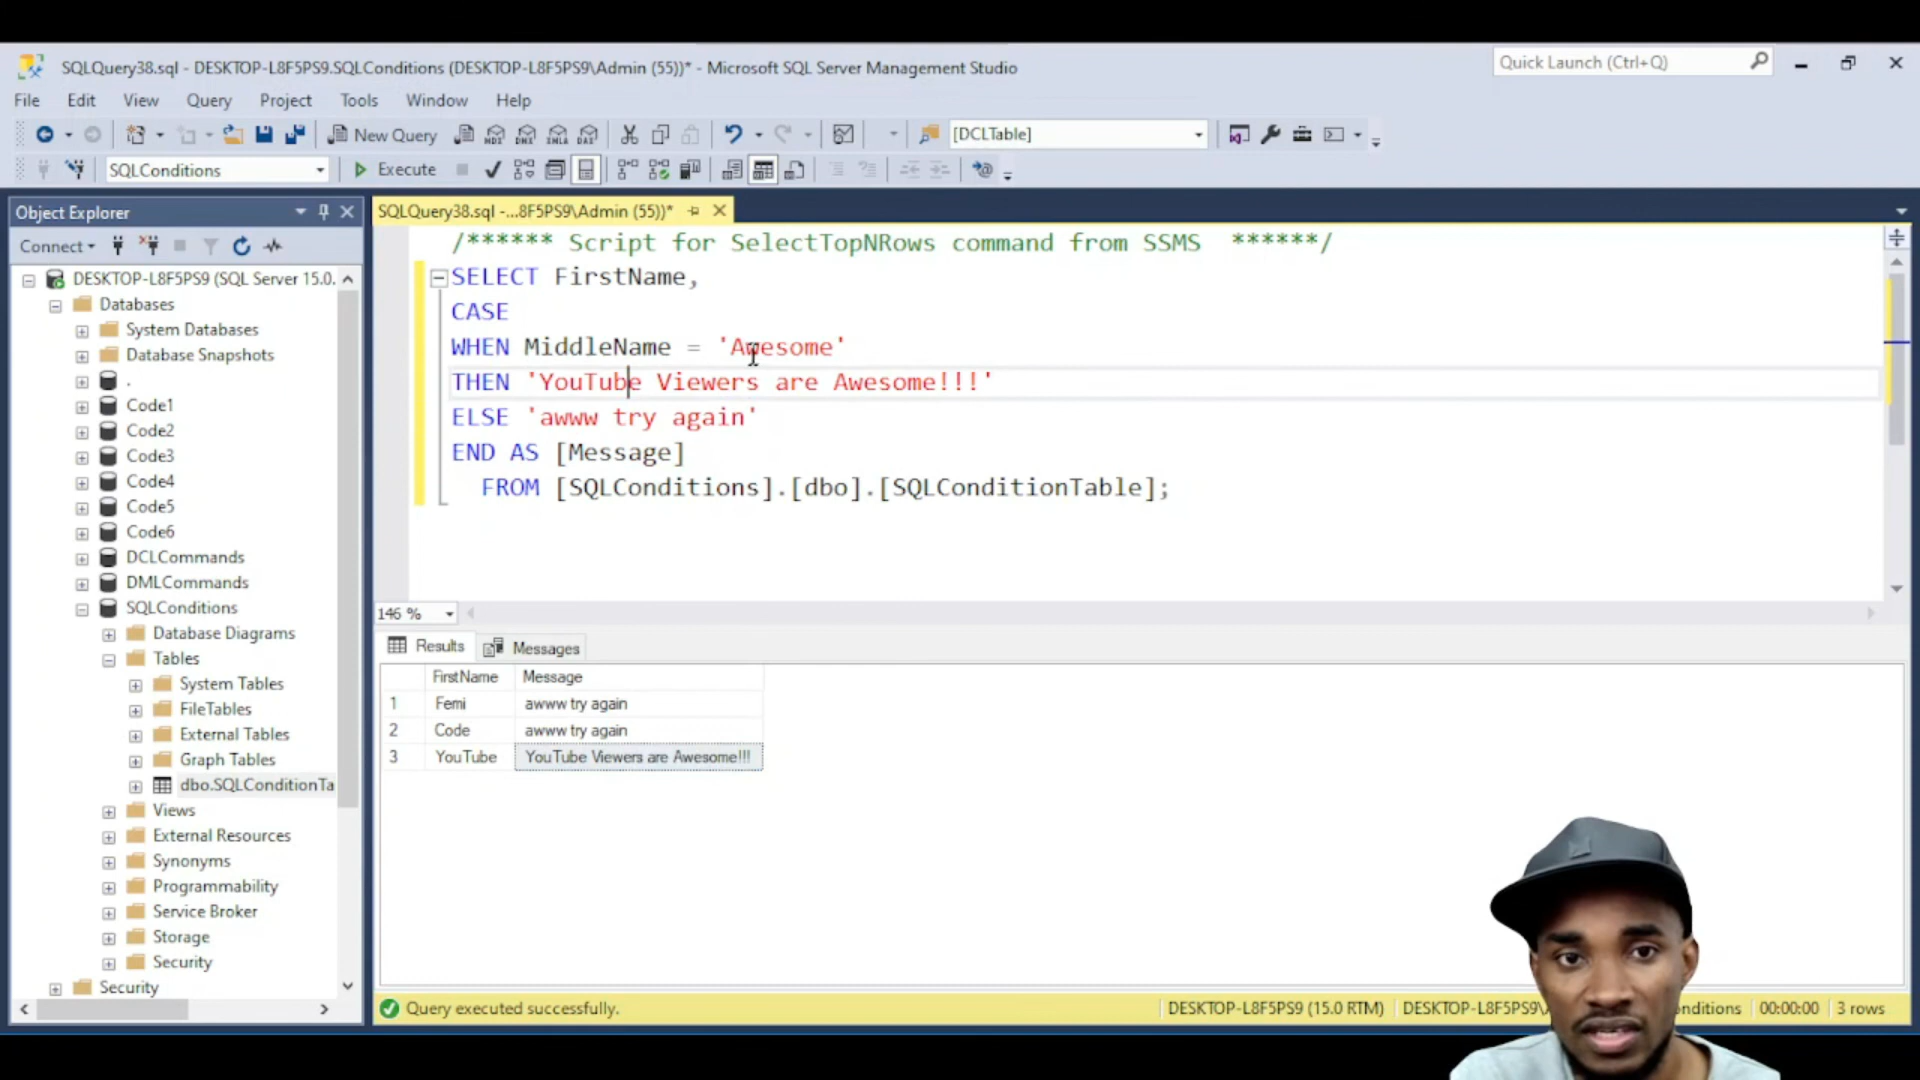 SQLQuery38.sql - DESKTOP-L8F5PS9.SQLConditions (DESKTOP-L8F5PS9\Admin (55))* - Microsoft SQL Server Management Studio
Quick Launch (Ctrl+Q)
File Edit View Query Project Tools Window Help
New Query MDX DMX XMLA DAX [DCLTable]
SQLConditions Execute
Object Explorer
SQLQuery38.sql -...8F5PS9\Admin (55))*
Connect
DESKTOP-L8F5PS9 (SQL Server 15.0.
Databases
System Databases
Database Snapshots
.
Code1
Code2
Code3
Code4
Code5
Code6
DCLCommands
DMLCommands
SQLConditions
Database Diagrams
Tables
System Tables
FileTables
External Tables
Graph Tables
dbo.SQLConditionTa
Views
External Resources
Synonyms
Programmability
Service Broker
Storage
Security
Security
/****** Script for SelectTopNRows command from SSMS ******/
SELECT FirstName,
CASE
WHEN MiddleName = 'Awesome'
THEN 'YouTube Viewers are Awesome!!!'
ELSE 'awww try again'
END AS [Message]
FROM [SQLConditions].[dbo].[SQLConditionTable];
146 %
Results Messages
FirstName Message
1 Femi awww try again
2 Code awww try again
3 YouTube YouTube Viewers are Awesome!!!
Query executed successfully. DESKTOP-L8F5PS9 (15.0 RTM) DESKTOP-L8F5PS9\ onditions 00:00:00 3 rows